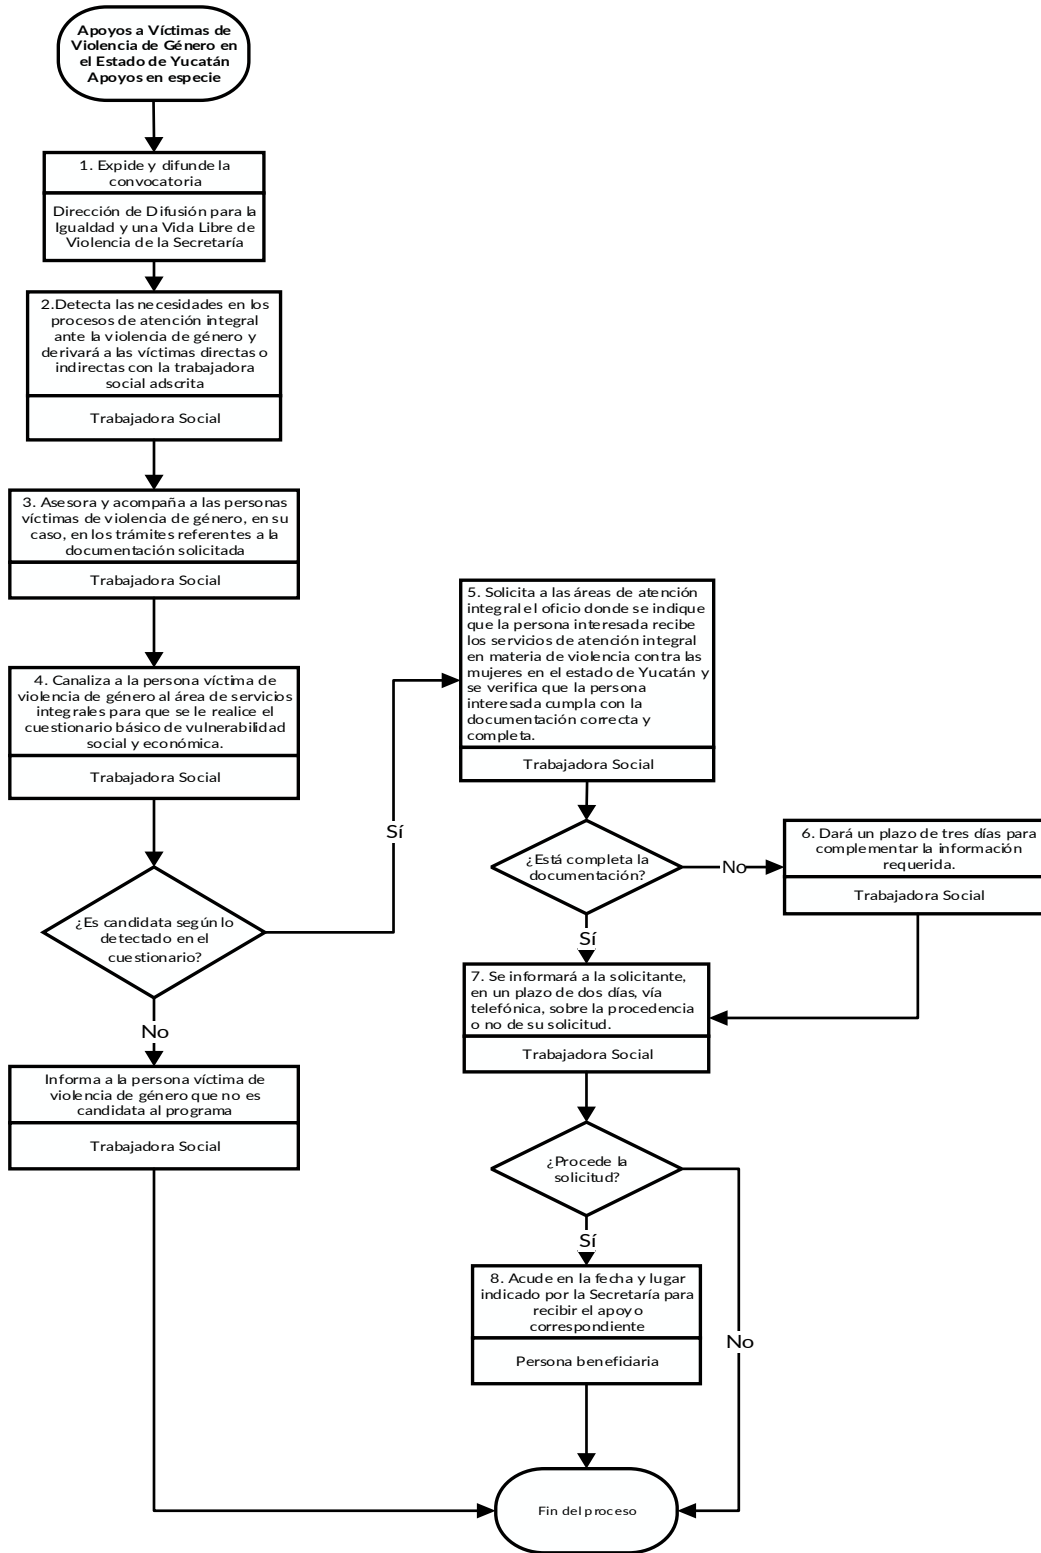 Apoyos a Víctimas de
Violencia de Género en
el Estado de Yucatán
Apoyos en especie
1. Expide y difunde la
convocatoria
Dirección de Difusión para la
Igualdad y una Vida Libre de
Violencia de la Secretaría
2.Detecta las necesidades en los
procesos de atención integral
ante la violencia de género y
derivará a las víctimas directas o
indirectas con la trabajadora
social adscrita
Trabajadora Social
3. Asesora y acompaña a las personas
víctimas de violencia de género, en su
caso, en los trámites referentes a la
documentación solicitada
Trabajadora Social
4. Canaliza a la persona víctima de
violencia de género al área de servicios
integrales para que se le realice el
cuestionario básico de vulnerabilidad
social y económica.
Trabajadora Social
¿Es candidata según lo
detectado en el
cuestionario?
Sí
No
Informa a la persona víctima de
violencia de género que no es
candidata al programa
Trabajadora Social
5. Solicita a las áreas de atención
integral el oficio donde se indique
que la persona interesada recibe
los servicios de atención integral
en materia de violencia contra las
mujeres en el estado de Yucatán y
se verifica que la persona
interesada cumpla con la
documentación correcta y
completa.
Trabajadora Social
¿Está completa la
documentación?
No
6. Dará un plazo de tres días para
complementar la información
requerida.
Trabajadora Social
Sí
7. Se informará a la solicitante,
en un plazo de dos días, vía
telefónica, sobre la procedencia
o no de su solicitud.
Trabajadora Social
¿Procede la
solicitud?
Sí
No
8. Acude en la fecha y lugar
indicado por la Secretaría para
recibir el apoyo
correspondiente
Persona beneficiaria
Fin del proceso